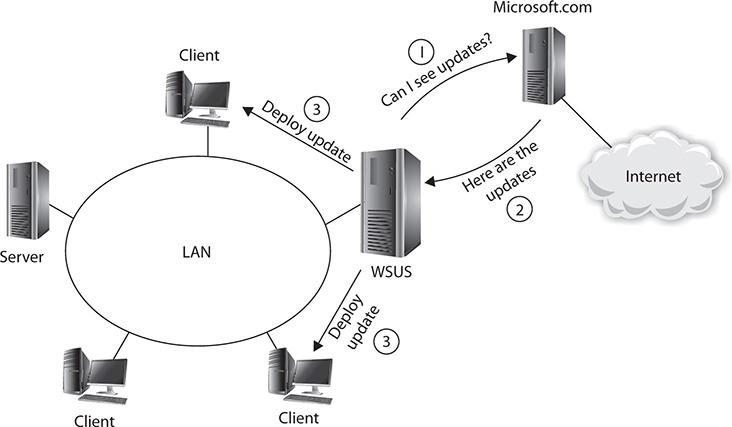 Microsoft.com
1
Can I see updates?
Client
3
Deploy update
Here are the
updates
2
Internet
Server
LAN
WSUS
Deploy
update
3
Client
Client